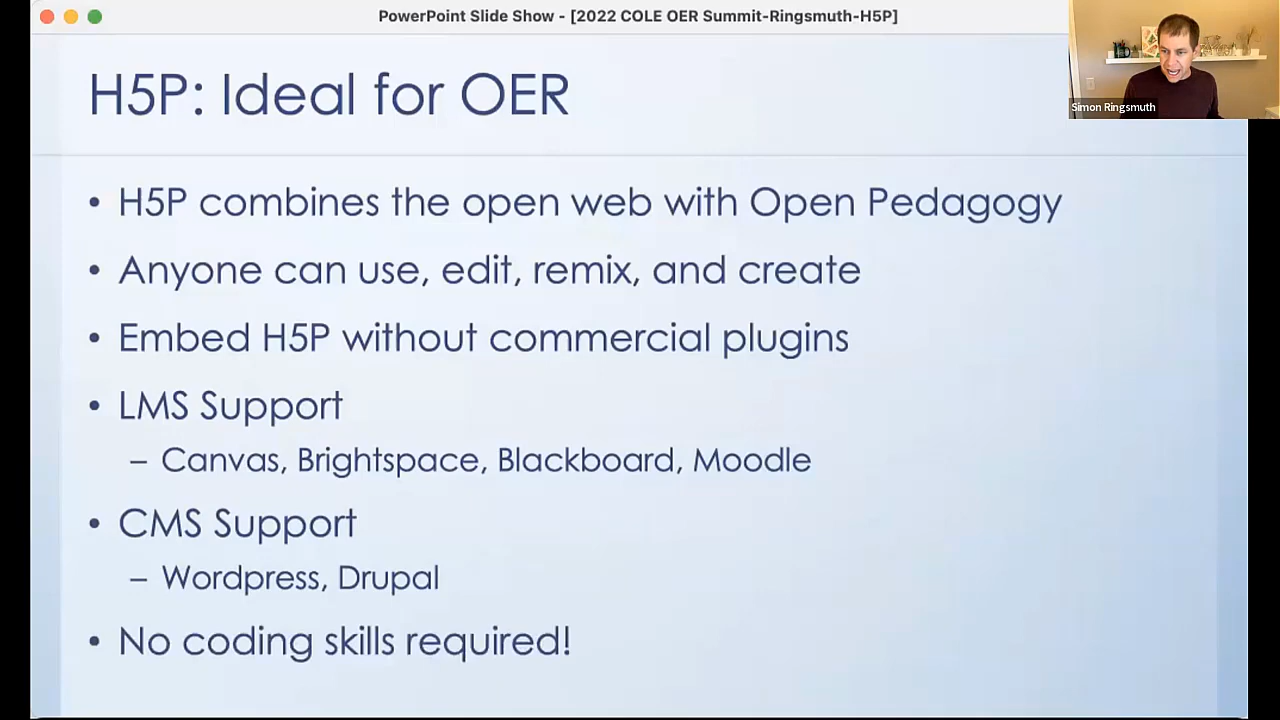 PowerPoint Slide Show - [2022 COLE OER Summit-Ringsmuth-H5P]
Simon Ringsmuth
H5P: Ideal for OER
• H5P combines the open web with Open Pedagogy
• Anyone can use, edit, remix, and create
• Embed H5P without commercial plugins
• LMS Support
– Canvas, Brightspace, Blackboard, Moodle
• CMS Support
– Wordpress, Drupal
• No coding skills required!